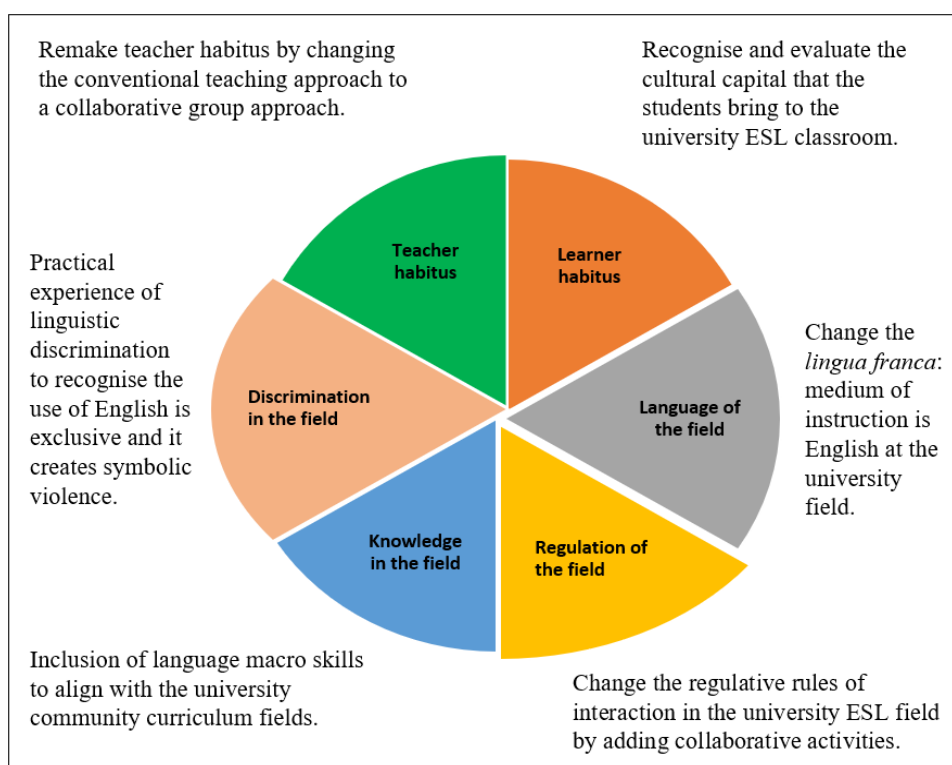 Remake teacher habitus by changing
the conventional teaching approach to
a collaborative group approach.
Recognise and evaluate the
cultural capital that the
students bring to the
university ESL classroom.
Teacher
habitus
Learner
habitus
Practical
experience of
linguistic
discrimination
to recognise the
use of English is
exclusive and it
creates symbolic
violence.
Discrimination
in the field
Language of
the field
Change the
lingua franca:
medium of
instruction is
English at the
university
field.
Knowledge
in the field
Regulation of
the field
Inclusion of language macro skills
to align with the university
community curriculum fields.
Change the regulative rules of
interaction in the university ESL field
by adding collaborative activities.